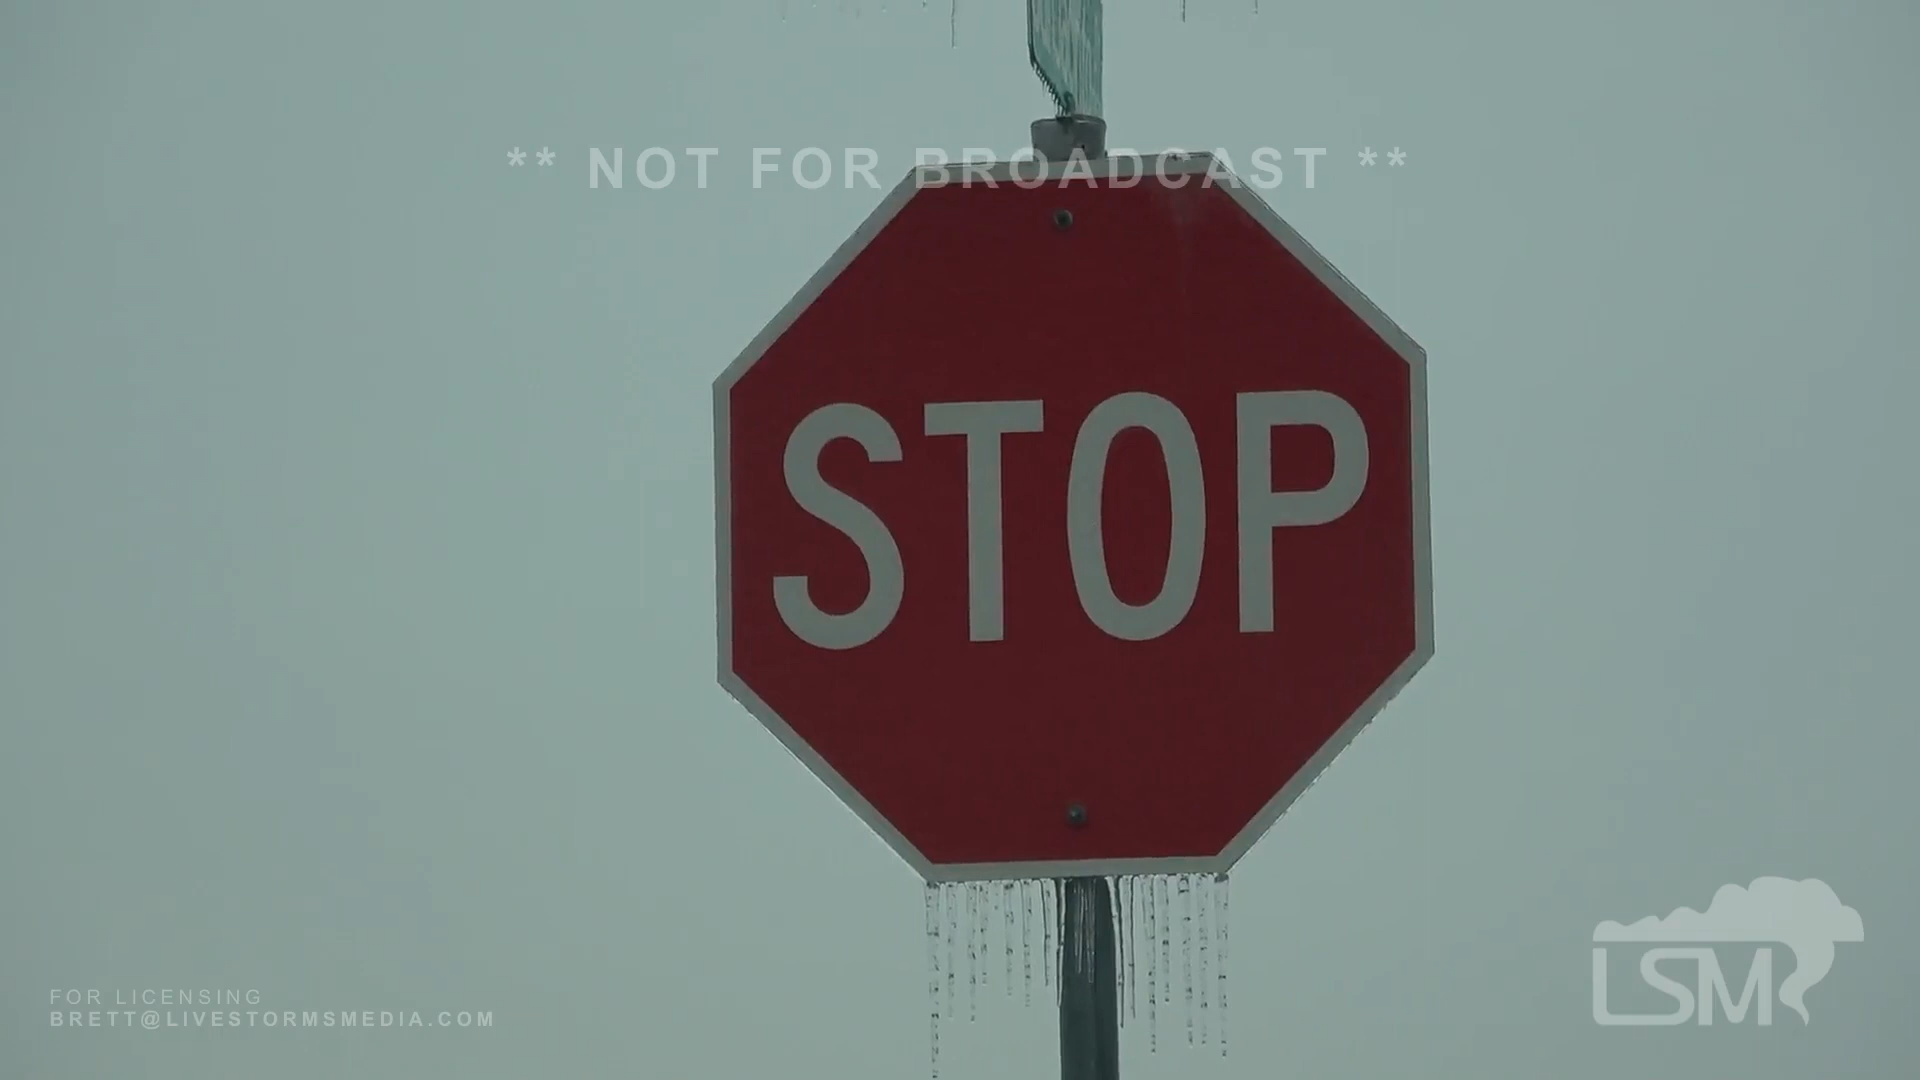 ** NOT FOR BROADCAST **
STOP
LSM
FOR LICENSING
BRETT@LIVESTORMSMEDIA.COM